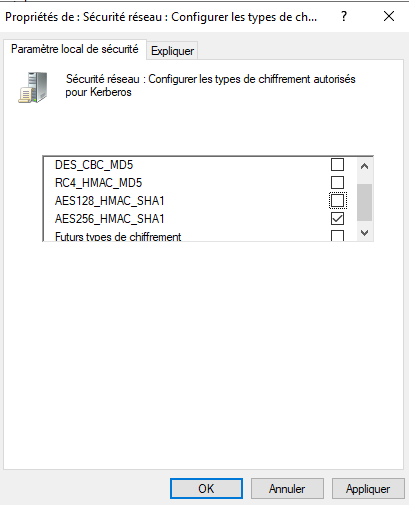 Propriétés de : Sécurité réseau : Configurer les types de ch...
Paramètre local de sécurité
Expliquer
Sécurité réseau : Configurer les types de chiffrement autorisés
pour Kerberos
DES_CBC_MD5
RC4_HMAC_MD5
AES128_HMAC_SHA1
AES256_HMAC_SHA1
Futurs types de chiffrement
OK
Annuler
Appliquer